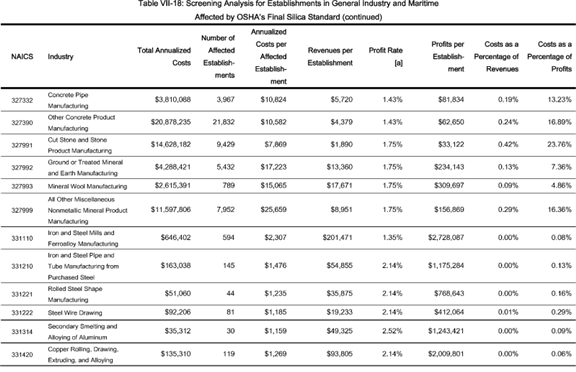 Table VII-18: Screening Analysis for Establishments in General Industry and Maritime
Affected by OSHA's Final Silica Standard (continued)
NAICS Industry Total Annualized Costs Number of Affected Establish-ments Annualized Costs per Affected Establish-ment Revenues per Establishment Profit Rate [a] Profits per Establish-ment Costs as a Percentage of Revenues Costs as a Percentage of Profits
327332 Concrete Pipe Manufacturing $3,810,088 3,967 $10,824 $5,720 1.43% $81,834 0.19% 13.23%
327390 Other Concrete Product Manufacturing $20,878,235 21,832 $10,582 $4,379 1.43% $62,650 0.24% 16.89%
327991 Cut Stone and Stone Product Manufacturing $14,628,182 9,429 $7,869 $1,890 1.75% $33,122 0.42% 23.76%
327992 Ground or Treated Mineral and Earth Manufacturing $4,288,421 5,432 $17,223 $13,360 1.75% $234,143 0.13% 7.36%
327993 Mineral Wool Manufacturing $2,615,391 789 $15,065 $17,671 1.75% $309,697 0.09% 4.86%
327999 All Other Miscellaneous Nonmetallic Mineral Product Manufacturing $11,597,806 7,952 $25,659 $8,951 1.75% $156,869 0.29% 16.36%
331110 Iron and Steel Mills and Ferroalloy Manufacturing $646,402 594 $2,307 $201,471 1.35% $2,728,087 0.00% 0.08%
331210 Iron and Steel Pipe and Tube Manufacturing from Purchased Steel $163,038 145 $1,476 $54,855 2.14% $1,175,284 0.00% 0.13%
331221 Rolled Steel Shape Manufacturing $51,060 44 $1,235 $35,875 2.14% $768,643 0.00% 0.16%
331222 Steel Wire Drawing $92,206 81 $1,185 $19,233 2.14% $412,064 0.01% 0.29%
331314 Secondary Smelting and Alloying of Aluminum $35,312 30 $1,159 $49,325 2.52% $1,243,421 0.00% 0.09%
331420 Copper Rolling, Drawing, Extruding, and Alloying $135,310 119 $1,269 $93,805 2.14% $2,009,801 0.00% 0.06%